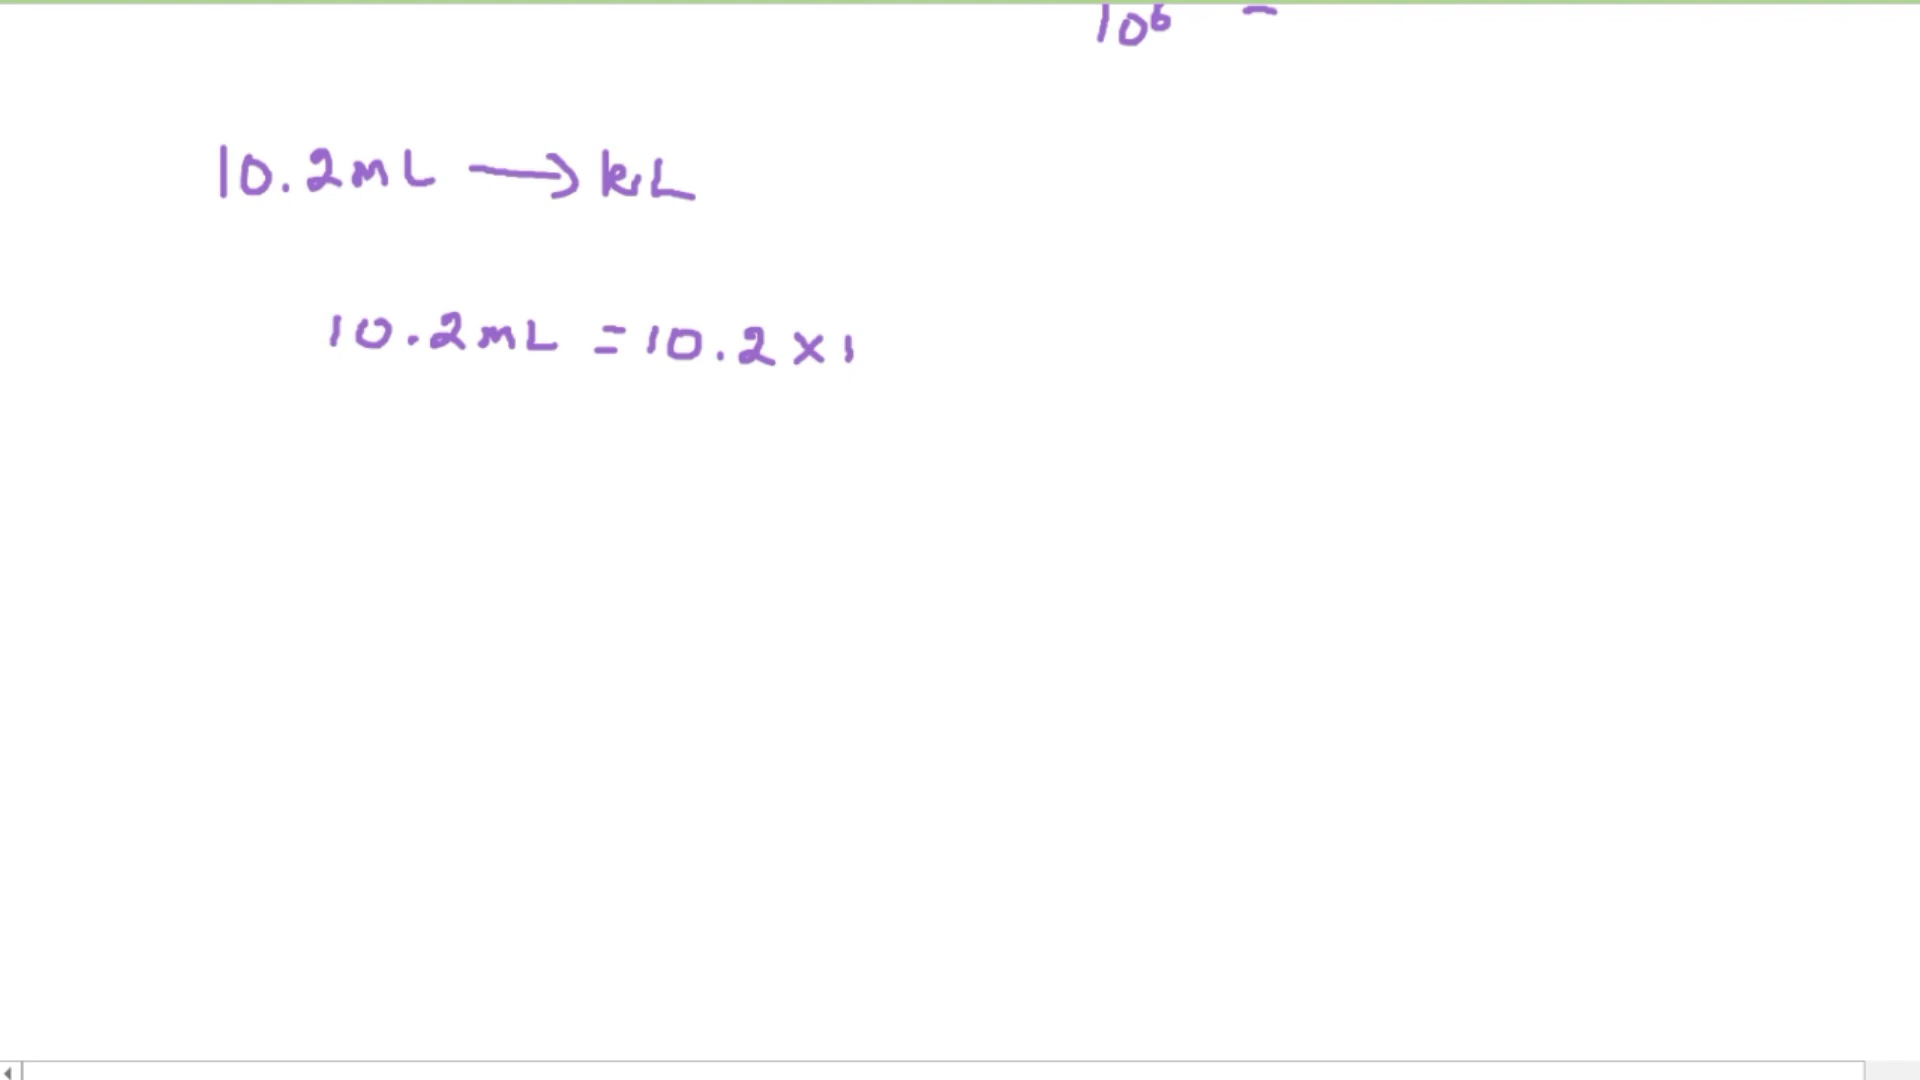 10⁶ =
10.2mL → kL
10.2mL = 10.2 × 1